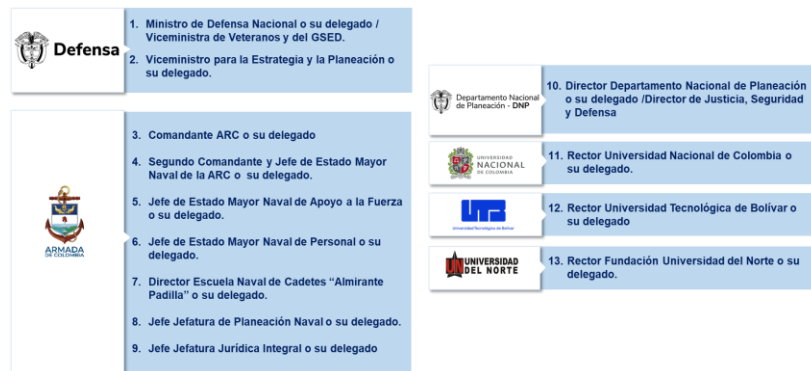 Defensa
1. Ministro de Defensa Nacional o su delegado /
Viceministra de Veteranos y del GSED.
2. Viceministro para la Estrategia y la Planeación o
su delegado.
ARMADA
DE COLOMBIA
3. Comandante ARC o su delegado
4. Segundo Comandante y Jefe de Estado Mayor
Naval de la ARC o su delegado.
5. Jefe de Estado Mayor Naval de Apoyo a la Fuerza
o su delegado.
6. Jefe de Estado Mayor Naval de Personal o su
delegado.
7. Director Escuela Naval de Cadetes “Almirante
Padilla” o su delegado.
8. Jefe Jefatura de Planeación Naval o su delegado.
9. Jefe Jefatura Jurídica Integral o su delegado
Departamento Nacional
de Planeación - DNP
10. Director Departamento Nacional de Planeación
o su delegado /Director de Justicia, Seguridad
y Defensa
UNIVERSIDAD
NACIONAL
DE COLOMBIA
11. Rector Universidad Nacional de Colombia o
su delegado.
UTB
Universidad Tecnológica de Bolívar
12. Rector Universidad Tecnológica de Bolívar o
su delegado
UN UNIVERSIDAD
DEL NORTE
13. Rector Fundación Universidad del Norte o su
delegado.